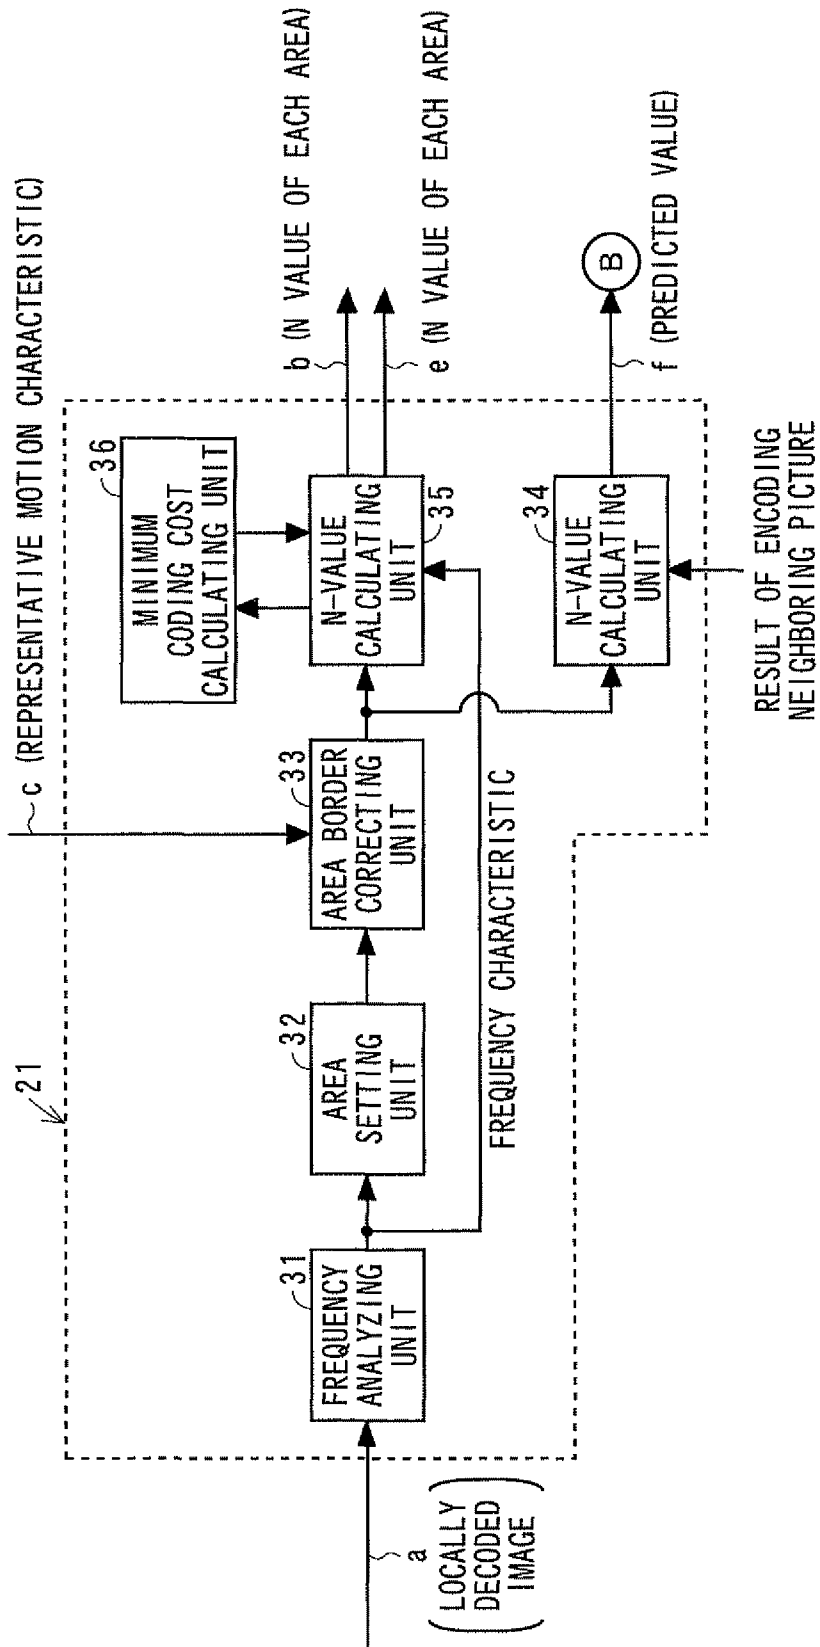 21
a
(LOCALLY
DECODED
IMAGE)
31
FREQUENCY
ANALYZING
UNIT
32
AREA
SETTING
UNIT
c (REPRESENTATIVE MOTION CHARACTERISTIC)
33
AREA BORDER
CORRECTING
UNIT
FREQUENCY CHARACTERISTIC
36
MINIMUM
CODING COST
CALCULATING UNIT
35
N-VALUE
CALCULATING
UNIT
34
N-VALUE
CALCULATING
UNIT
RESULT OF ENCODING
NEIGHBORING PICTURE
b (N VALUE OF EACH AREA)
e (N VALUE OF EACH AREA)
B
f (PREDICTED VALUE)